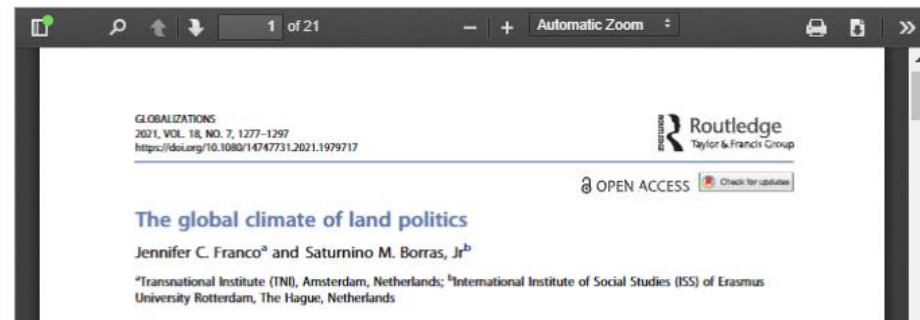 1 of 21
Automatic Zoom
GLOBALIZATIONS
2021, VOL. 18, NO. 7, 1277–1297
https://doi.org/10.1080/14747731.2021.1979717
ROUTLEDGE
Routledge
Taylor & Francis Group
OPEN ACCESS
Check for updates
The global climate of land politics
Jennifer C. Francoᵃ and Saturnino M. Borras, Jrᵇ
ᵃTransnational Institute (TNI), Amsterdam, Netherlands; ᵇInternational Institute of Social Studies (ISS) of Erasmus
University Rotterdam, The Hague, Netherlands